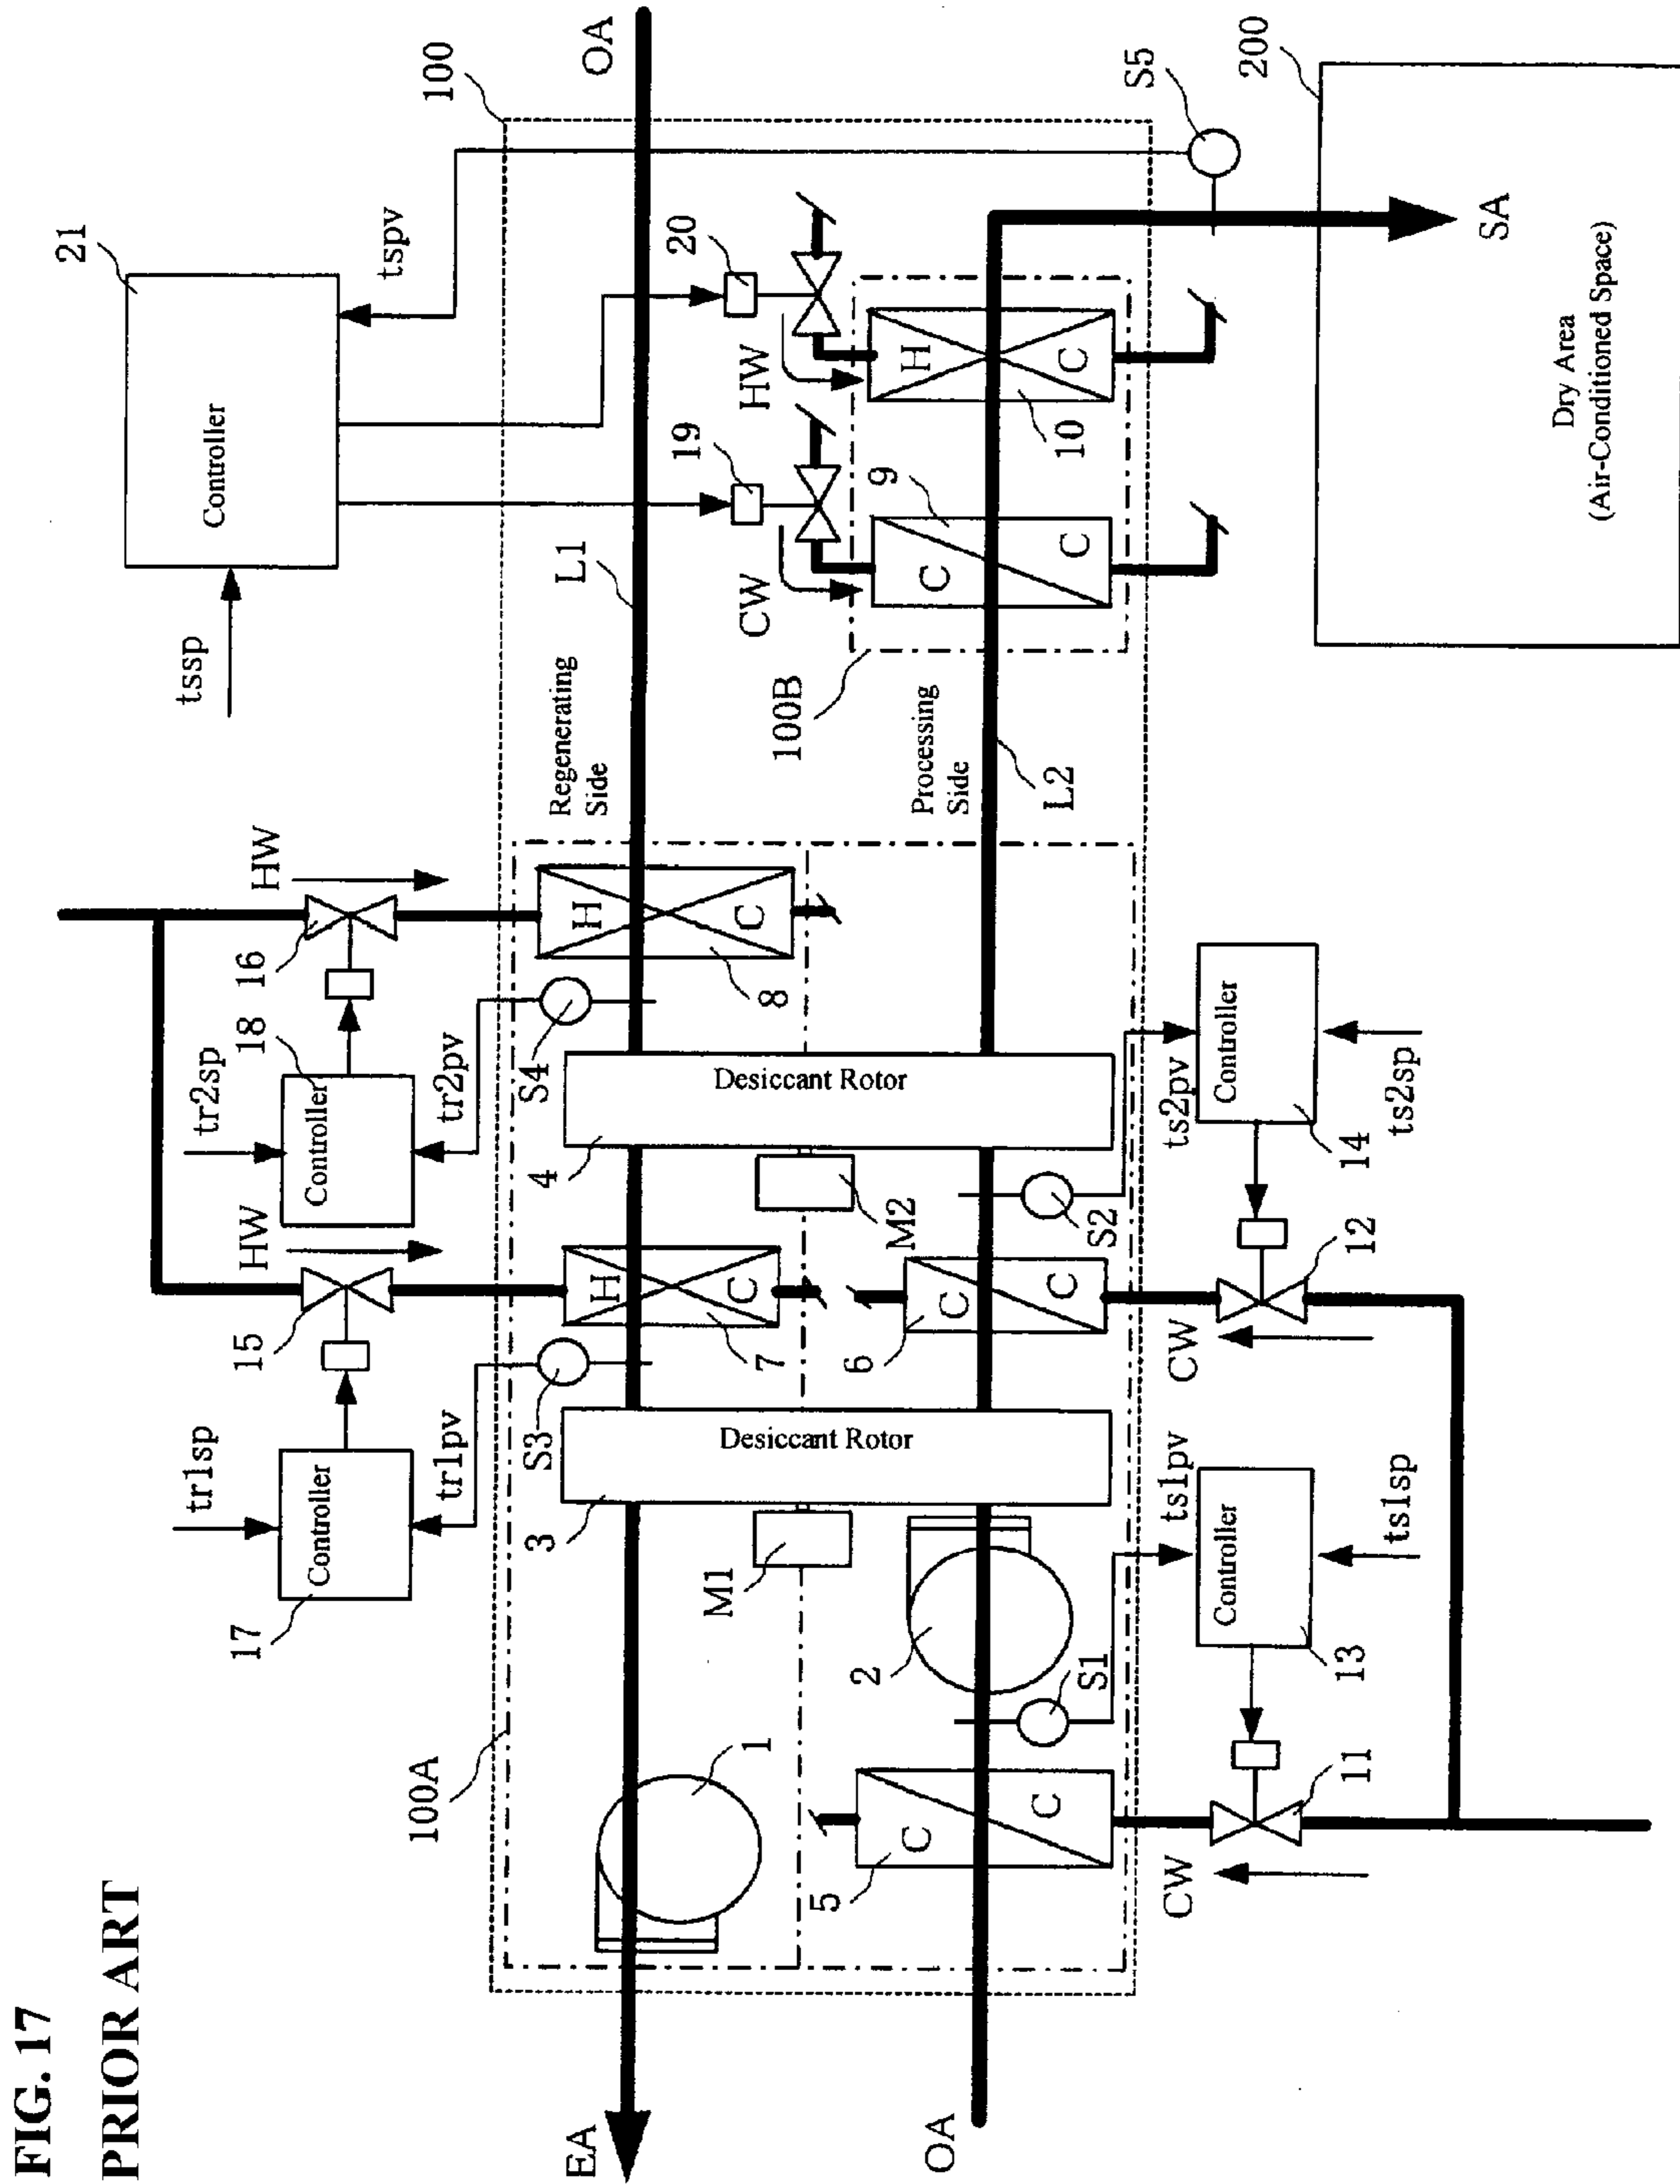 FIG. 17
PRIOR ART
21
Controller
tssp
tspv
100
OA
HW
HW
tr2sp
16
18
Controller
tr2pv
tr1sp
15
17
Controller
tr1pv
100A
EA
L1
Regenerating
Side
19
20
CW
HW
S4
S3
H
C
8
H
C
7
1
M1
M2
3
Desiccant Rotor
4
Desiccant Rotor
100B
Processing
Side
L2
C
C
9
H
C
10
S5
SA
200
Dry Area
(Air-Conditioned Space)
OA
5
C
C
2
S1
6
C
C
S2
ts1pv
Controller
13
ts1sp
ts2pv
Controller
14
ts2sp
CW
11
CW
12